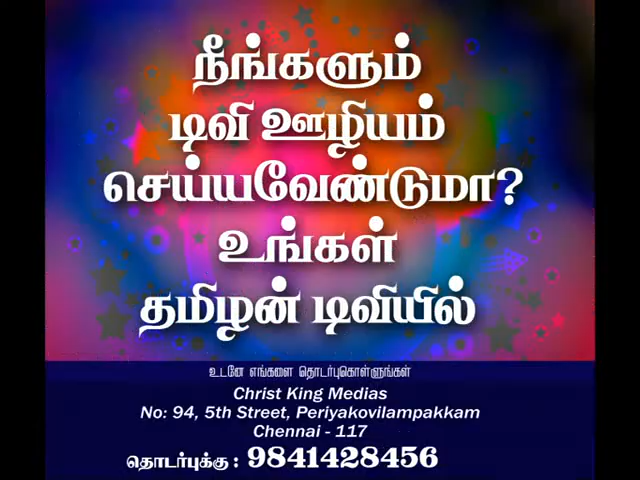 நீங்களும்
டிவி ஊழியம்
செய்யவேண்டுமா?
உங்கள்
தமிழன் டிவியில்
உடனே எங்களை தொடர்புகொள்ளுங்கள்
Christ King Medias
No: 94, 5th Street, Periyakovilampakkam
Chennai - 117
தொடர்புக்கு : 9841428456